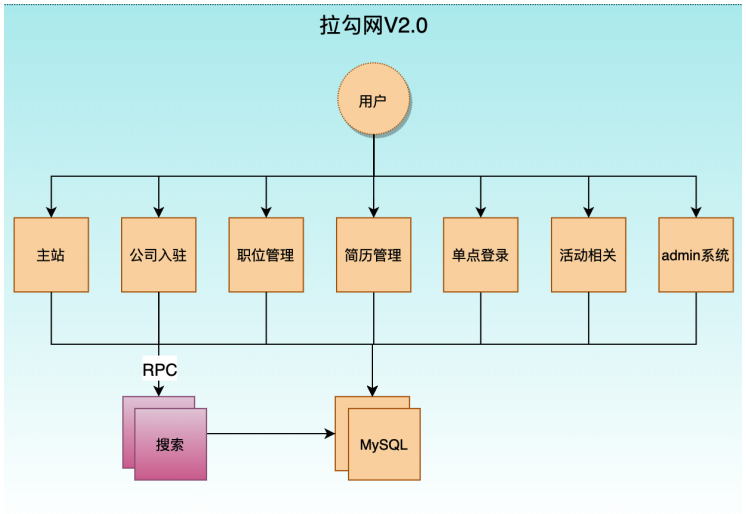 拉勾网V2.0
用户
主站
公司入驻
职位管理
简历管理
单点登录
活动相关
admin系统
RPC
搜索
MySQL